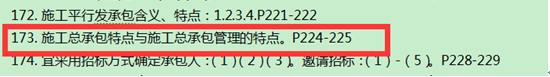 172. 施工平行发承包含义、特点：1.2.3.4.P221-222
173. 施工总承包特点与施工总承包管理的特点。P224-225
174. 宜采用招标方式确定承包人：(1)(2)(3)。邀请招标：(1)-(5)。P228-229